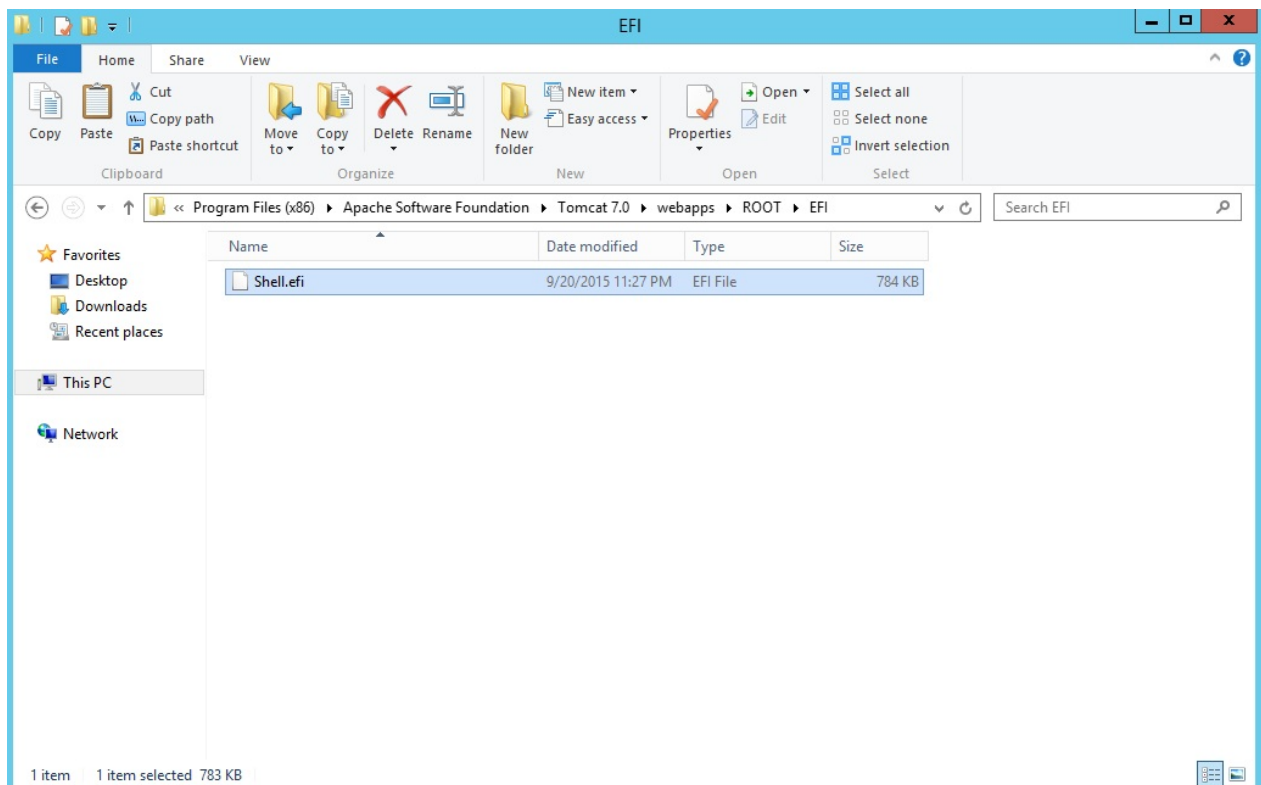 EFI
File Home Share View
Copy
Paste
Cut
Copy path
Paste shortcut
Clipboard
Move to
Copy to
Delete
Rename
Organize
New folder
New item
Easy access
New
Properties
Open
Edit
Open
Select all
Select none
Invert selection
Select
« Program Files (x86) Apache Software Foundation Tomcat 7.0 webapps ROOT EFI
Search EFI
Favorites
Desktop
Downloads
Recent places
This PC
Network
Name Date modified Type Size
Shell.efi 9/20/2015 11:27 PM EFI File 784 KB
1 item 1 item selected 783 KB